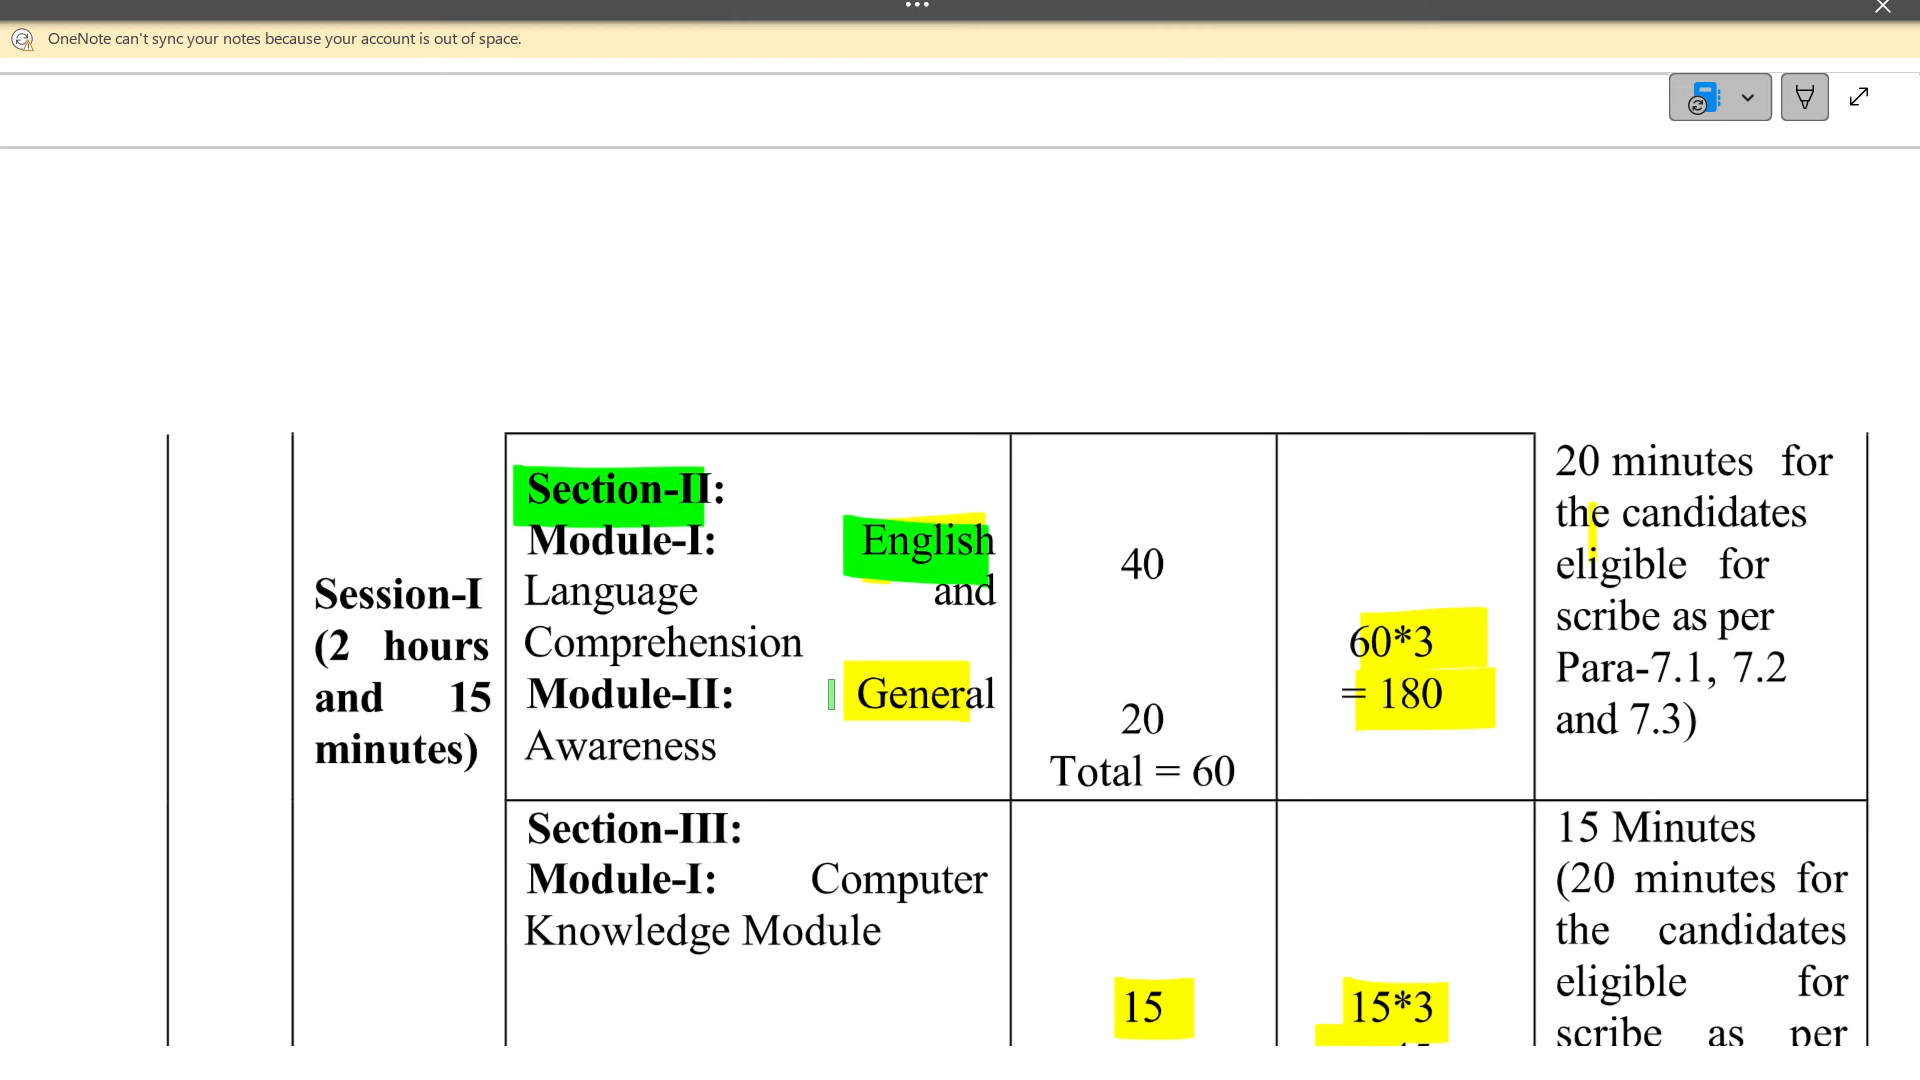 OneNote can't sync your notes because your account is out of space.
Session-I
(2 hours
and 15
minutes)
Section-II:
Module-I: English
Language and
Comprehension
Module-II: General
Awareness
40
20
Total = 60
60*3
= 180
20 minutes for
the candidates
eligible for
scribe as per
Para-7.1, 7.2
and 7.3)
Section-III:
Module-I: Computer
Knowledge Module
15
15*3
15 Minutes
(20 minutes for
the candidates
eligible for
scribe as per